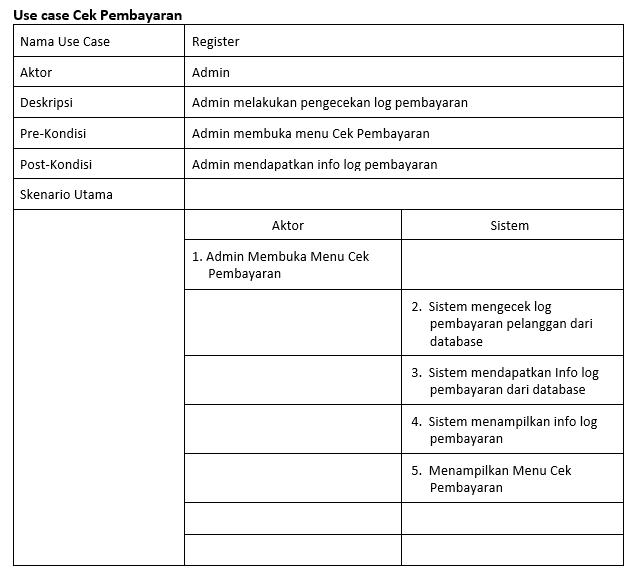 Use case Cek Pembayaran
Nama Use Case
Register
Aktor
Admin
Deskripsi
Admin melakukan pengecekan log pembayaran
Pre-Kondisi
Admin membuka menu Cek Pembayaran
Post-Kondisi
Admin mendapatkan info log pembayaran
Skenario Utama
Aktor
Sistem
1. Admin Membuka Menu Cek
Pembayaran
2. Sistem mengecek log
pembayaran pelanggan dari
database
3. Sistem mendapatkan Info log
pembayaran dari database
4. Sistem menampilkan info log
pembayaran
5. Menampilkan Menu Cek
Pembayaran